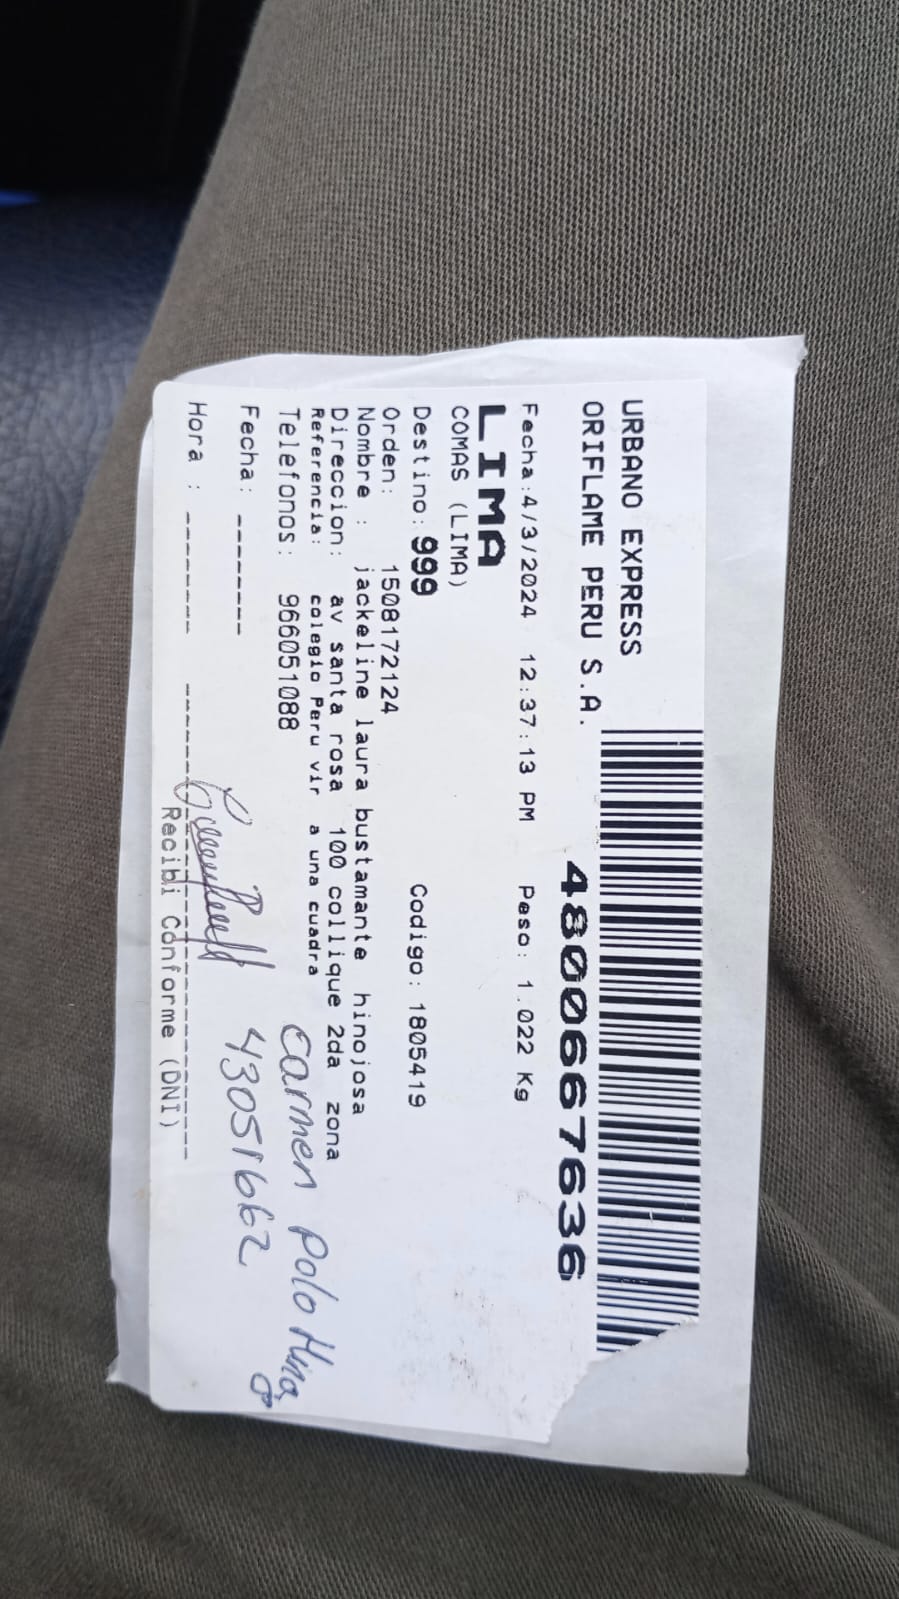 URBANO EXPRESS
ORIFLAME PERU S.A.
4800667636
Fecha:4/3/2024 12:37:13 PM Peso: 1.022 Kg
LIMA
COMAS (LIMA)
Destino:999 Codigo:1805419
Orden: 1508172124
Nombre : jackeline laura bustamante hinojosa
Direccion: av santa rosa 100 collique 2da zona
Referencia: colegio Peru vir a una cuadra
Telefonos: 966051088
Carmen Polo
Fecha: -------
43051662
Hora : --------
Recibi Conforme (DNI)